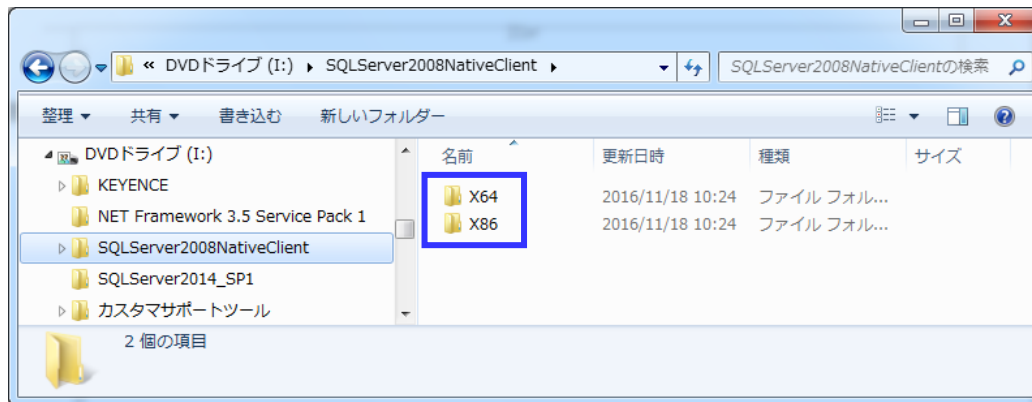 « DVDドライブ (I:) ▸ SQLServer2008NativeClient ▸
SQLServer2008NativeClientの検索
整理 ▼ 共有 ▼ 書き込む 新しいフォルダー
DVDドライブ (I:)
KEYENCE
NET Framework 3.5 Service Pack 1
SQLServer2008NativeClient
SQLServer2014_SP1
カスタマサポートツール
名前 更新日時 種類 サイズ
X64 2016/11/18 10:24 ファイル フォル...
X86 2016/11/18 10:24 ファイル フォル...
2 個の項目